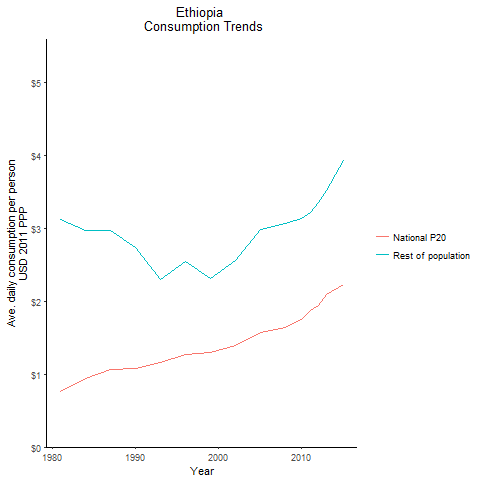 Ethiopia
Consumption Trends
Ave. daily consumption per person
USD 2011 PPP
$5
$4
$3
$2
$1
$0
1980
1990
2000
2010
Year
National P20
Rest of population